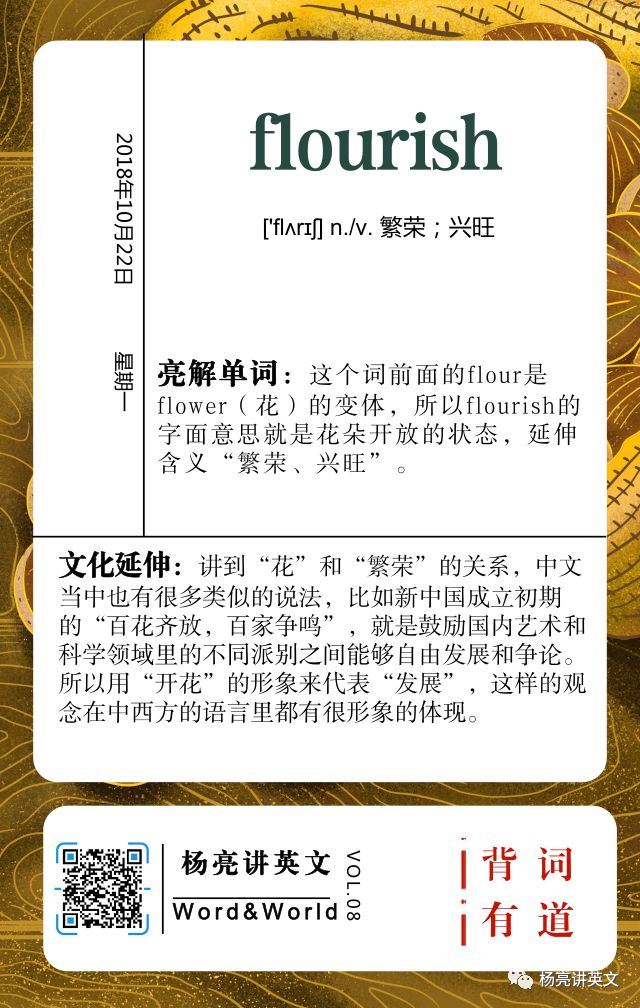 flourish
['flʌrɪʃ] n./v. 繁荣；兴旺
2018年10月22日
星期一
亮解单词：这个词前面的flour是
flower（花）的变体，所以flourish的
字面意思就是花朵开放的状态，延伸
含义“繁荣、兴旺”。
文化延伸：讲到“花”和“繁荣”的关系，中文
当中也有很多类似的说法，比如新中国成立初期
的“百花齐放，百家争鸣”，就是鼓励国内艺术和
科学领域里的不同派别之间能够自由发展和争论。
所以用“开花”的形象来代表“发展”，这样的观
念在中西方的语言里都有很形象的体现。
杨亮讲英文
Word&World
VOL.08
背词
有道
杨亮讲英文